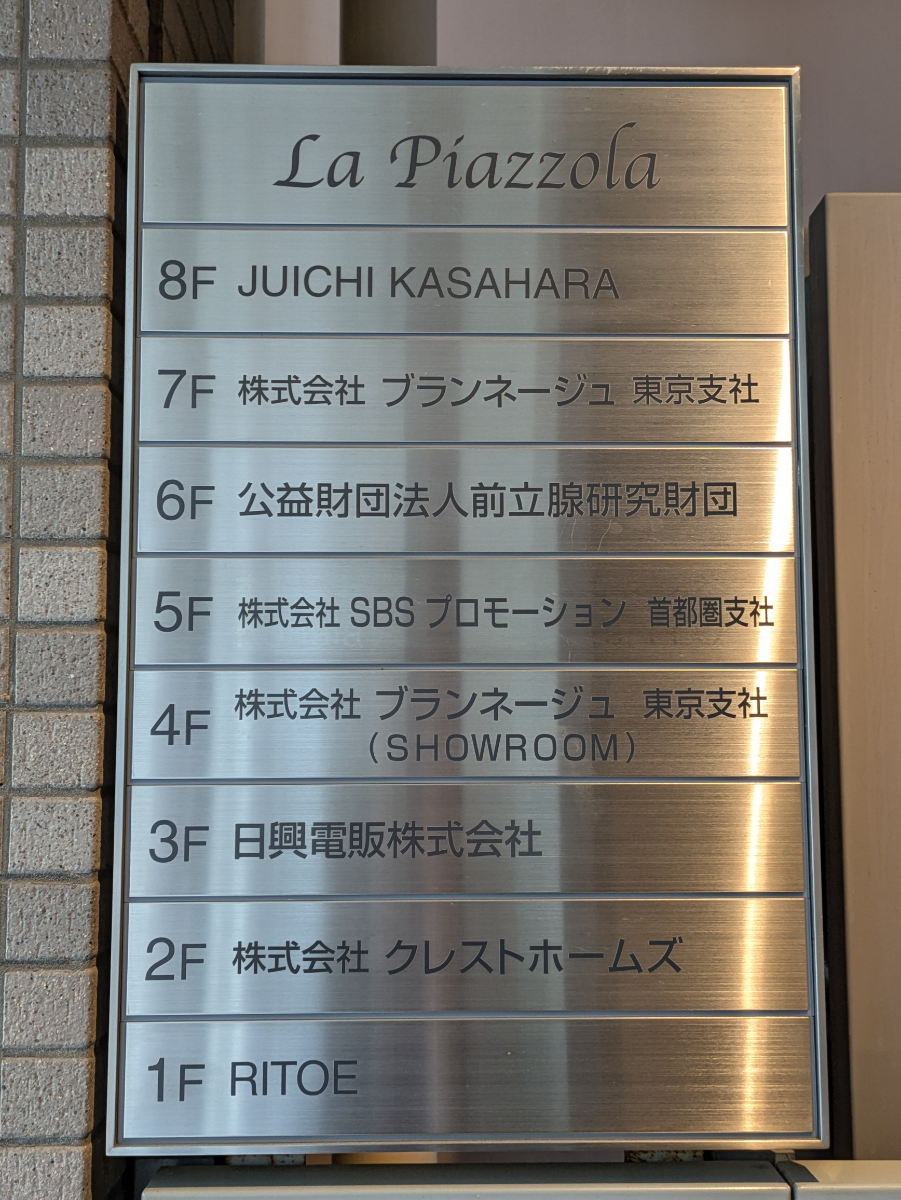 La Piazzola
8F JUICHI KASAHARA
7F 株式会社 ブランネージュ 東京支社
6F 公益財団法人前立腺研究財団
5F 株式会社 SBS プロモーション 首都圏支社
4F 株式会社 ブランネージュ 東京支社
(SHOWROOM)
3F 日興電販株式会社
2F 株式会社 クレストホームズ
1F RITOE